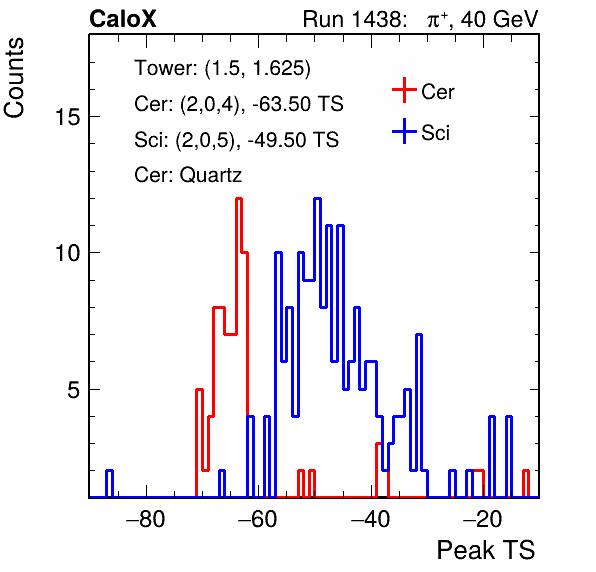 CaloX
Run 1438: π⁺, 40 GeV
Counts
Tower: (1.5, 1.625)
Cer: (2,0,4), -63.50 TS
Sci: (2,0,5), -49.50 TS
Cer: Quartz
Cer
Sci
15
10
5
−80 −60 −40 −20
Peak TS